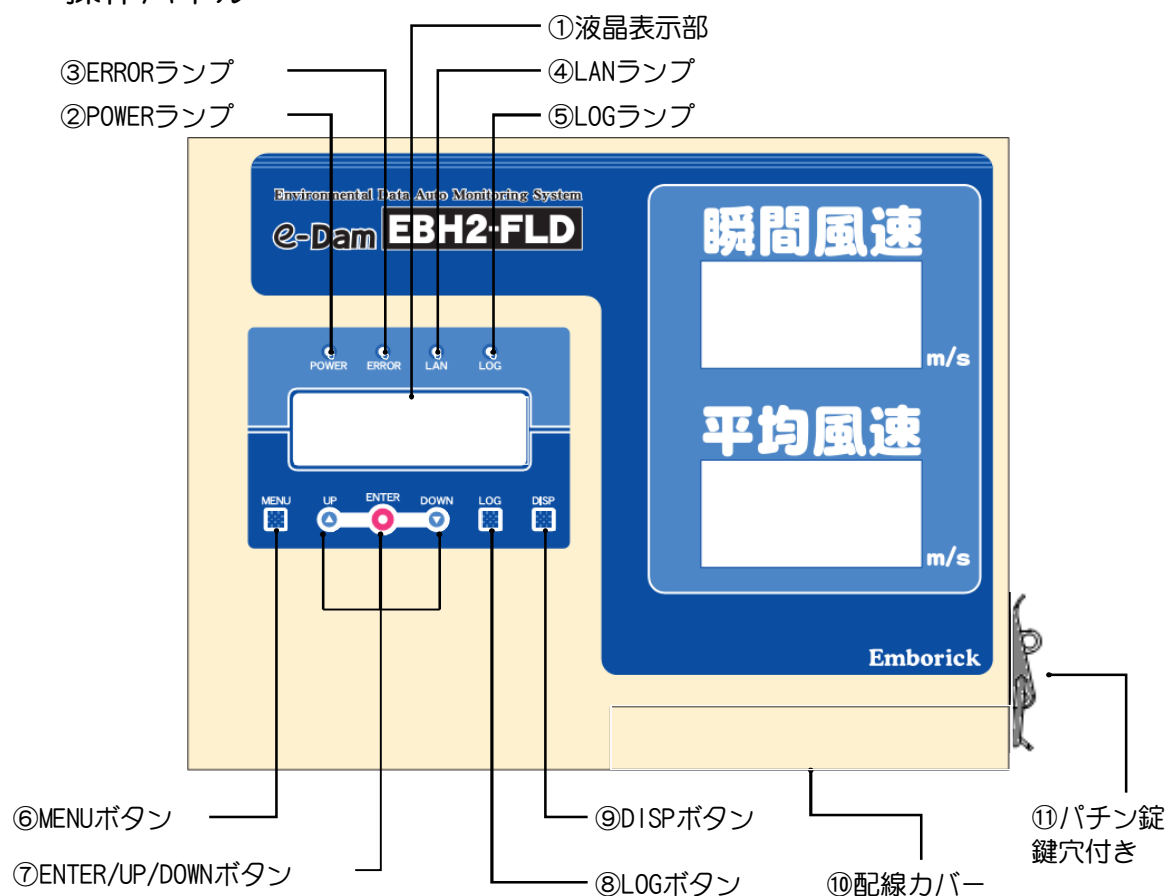 ①液晶表示部
③ERRORランプ
④LANランプ
②POWERランプ
⑤LOGランプ
Environmental Data Auto Monitoring System
e-Dam EBH2-FLD
瞬間風速
m/s
POWER ERROR LAN LOG
平均風速
m/s
MENU UP ENTER DOWN LOG DISP
Emborick
⑥MENUボタン
⑨DISPボタン
⑪パチン錠
鍵穴付き
⑦ENTER/UP/DOWNボタン
⑧LOGボタン
⑩配線カバー